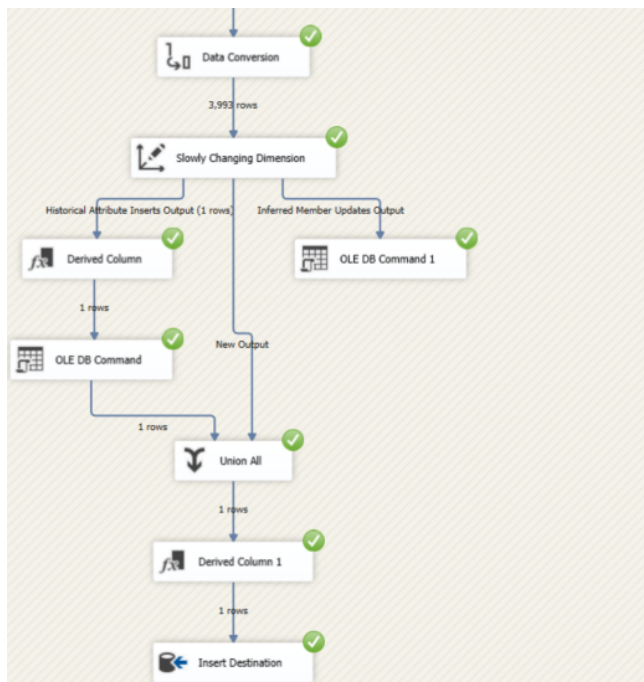 Data Conversion
3,993 rows
Slowly Changing Dimension
Historical Attribute Inserts Output (1 rows)
Inferred Member Updates Output
Derived Column
OLE DB Command 1
1 rows
New Output
OLE DB Command
1 rows
Union All
1 rows
Derived Column 1
1 rows
Insert Destination